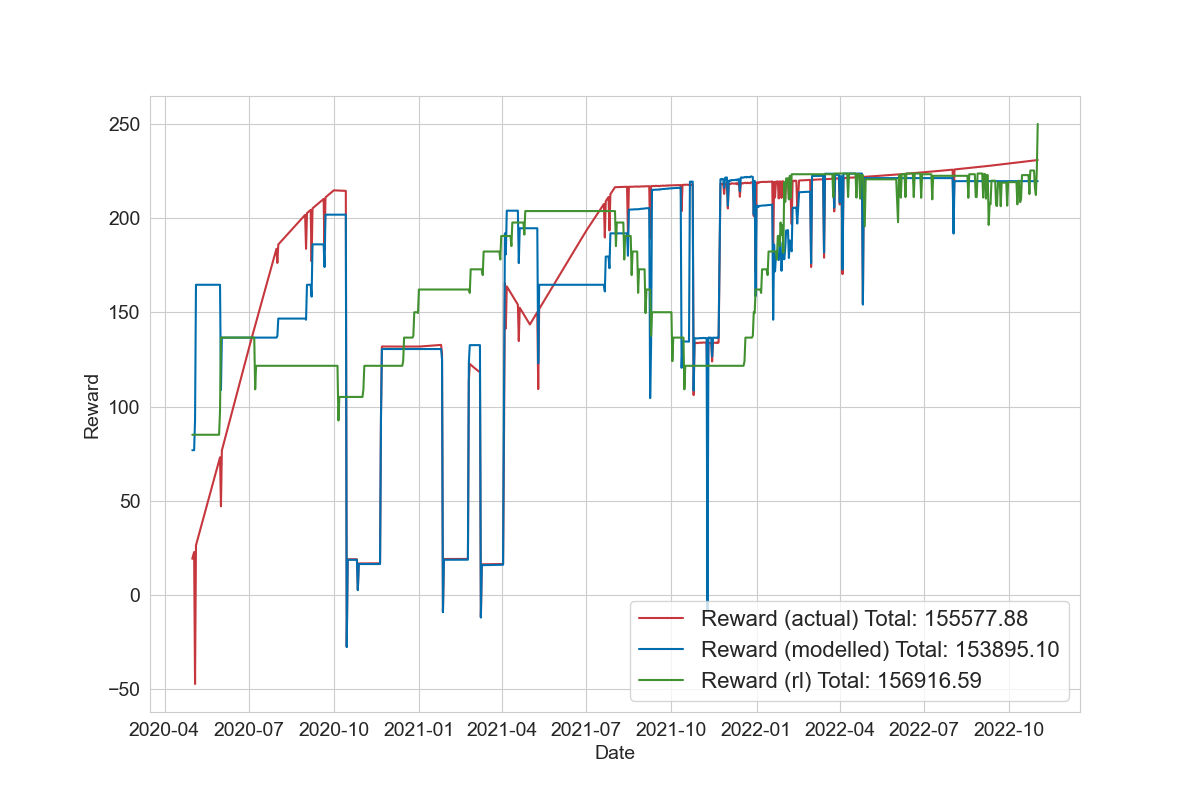 250
200
150
100
50
0
−50
Reward
2020-04 2020-07 2020-10 2021-01 2021-04 2021-07 2021-10 2022-01 2022-04 2022-07 2022-10
Date
Reward (actual) Total: 155577.88
Reward (modelled) Total: 153895.10
Reward (rl) Total: 156916.59